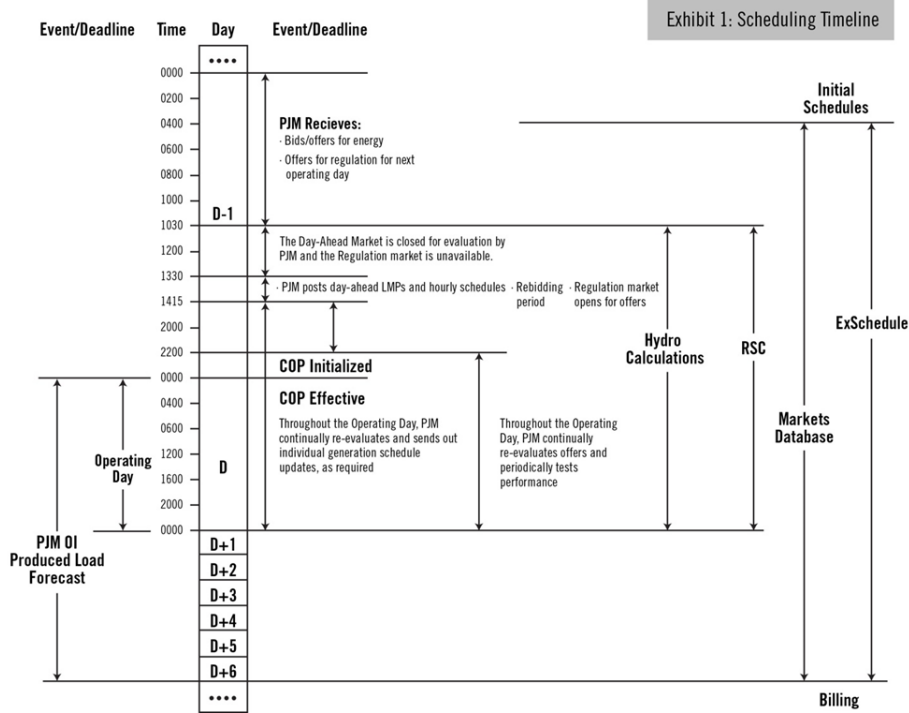 Exhibit 1: Scheduling Timeline
Event/Deadline Time Day Event/Deadline
••••
0000
0200
0400
0600
0800
1000
1030
1200
1330
1415
2000
2200
0000
0400
0600
1200
1600
2000
0000
D-1
D
D+1
D+2
D+3
D+4
D+5
D+6
••••
PJM Recieves:
· Bids/offers for energy
· Offers for regulation for next
operating day
The Day-Ahead Market is closed for evaluation by
PJM and the Regulation market is unavailable.
· PJM posts day-ahead LMPs and hourly schedules
· Rebidding
period
· Regulation market
opens for offers
COP Initialized
COP Effective
Throughout the Operating Day, PJM
continually re-evaluates and sends out
individual generation schedule
updates, as required
Throughout the Operating
Day, PJM continually
re-evaluates offers and
periodically tests
performance
Hydro
Calculations
RSC
Initial
Schedules
ExSchedule
Markets
Database
Operating
Day
PJM OI
Produced Load
Forecast
Billing